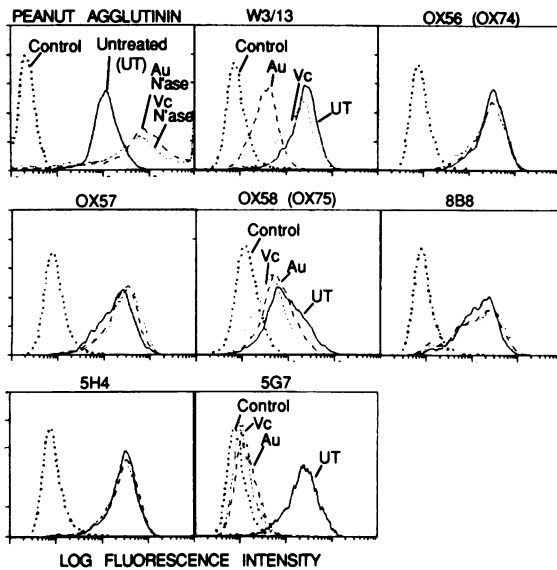 PEANUT AGGLUTININ
Control
Untreated
(UT)
Au
N'ase
Vc
N'ase
W3/13
Control
Au
Vc
UT
OX56 (OX74)
OX57
OX58 (OX75)
Control
Vc
Au
UT
8B8
5H4
5G7
Control
Vc
Au
UT
LOG FLUORESCENCE INTENSITY